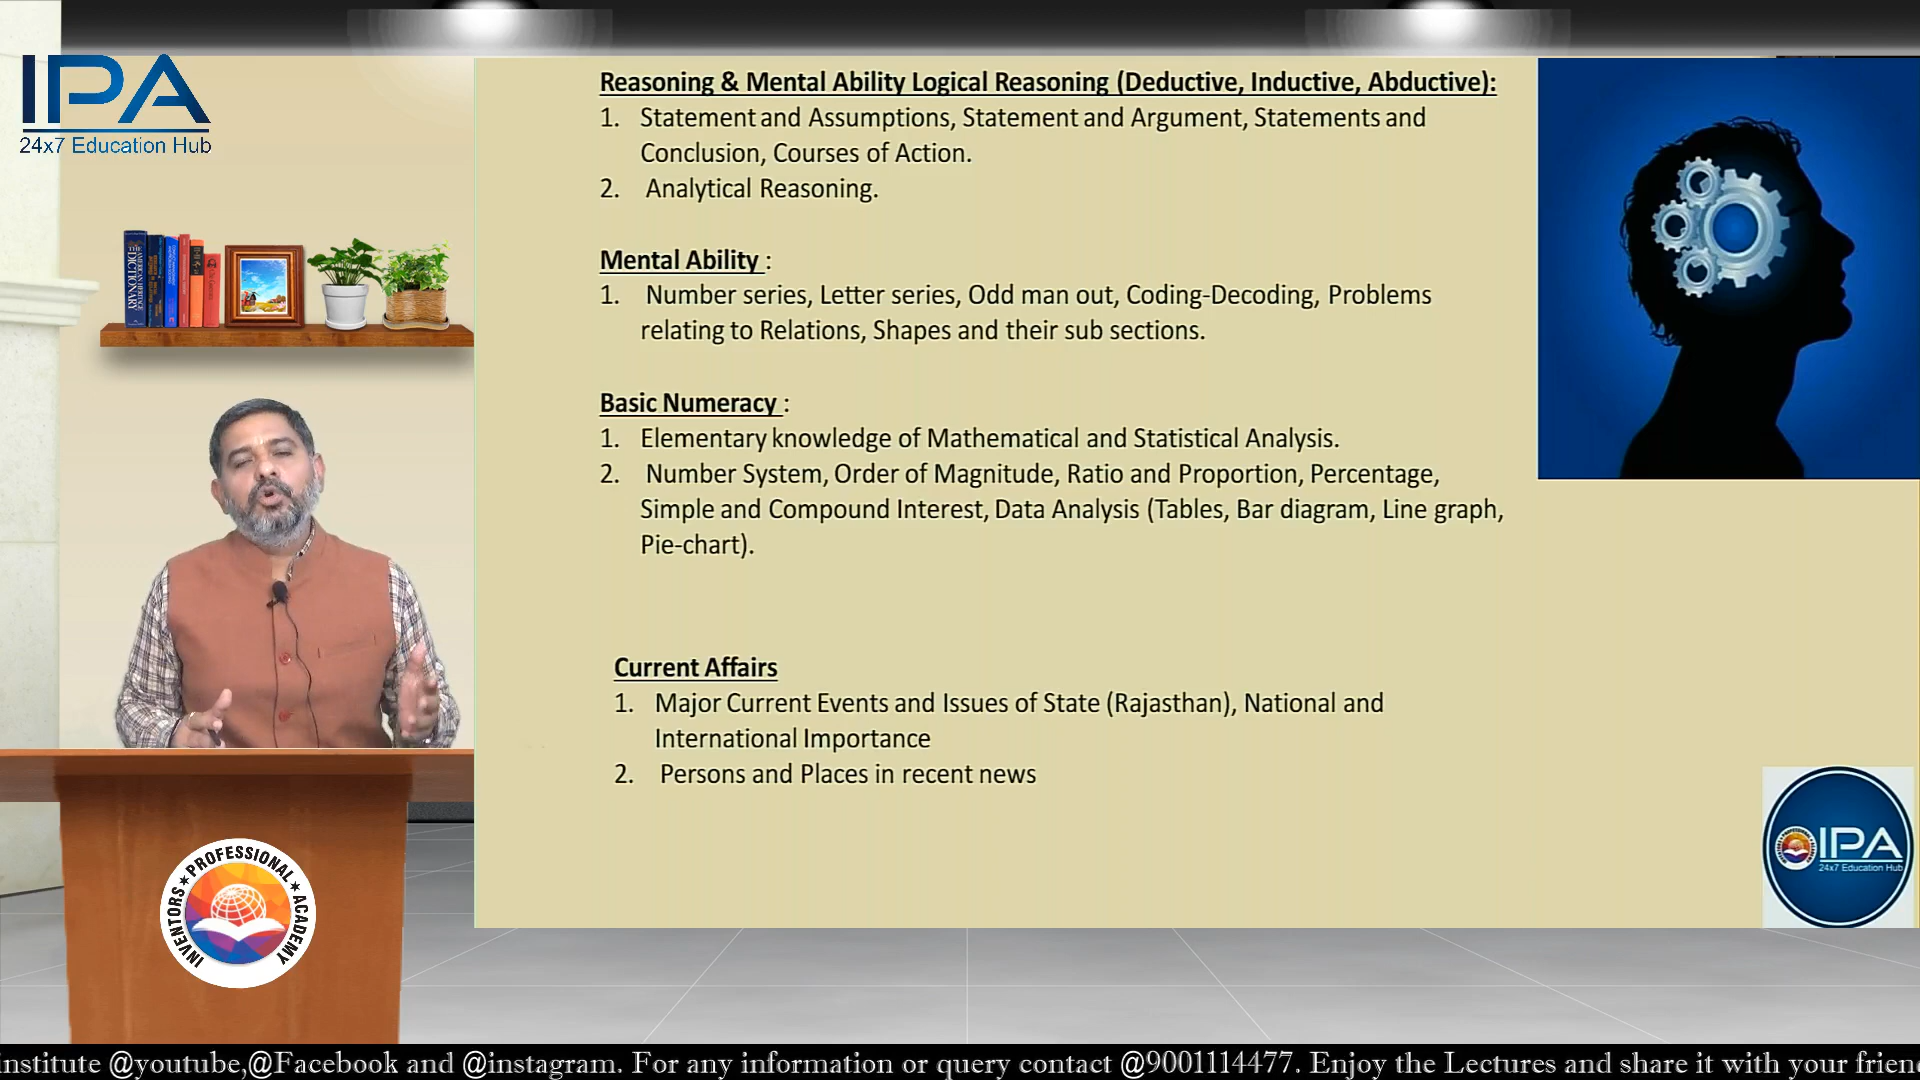 IPA
24x7 Education Hub
Reasoning & Mental Ability Logical Reasoning (Deductive, Inductive, Abductive):
1. Statement and Assumptions, Statement and Argument, Statements and
Conclusion, Courses of Action.
2. Analytical Reasoning.
Mental Ability :
1. Number series, Letter series, Odd man out, Coding-Decoding, Problems
relating to Relations, Shapes and their sub sections.
Basic Numeracy :
1. Elementary knowledge of Mathematical and Statistical Analysis.
2. Number System, Order of Magnitude, Ratio and Proportion, Percentage,
Simple and Compound Interest, Data Analysis (Tables, Bar diagram, Line graph,
Pie-chart).
Current Affairs
1. Major Current Events and Issues of State (Rajasthan), National and
International Importance
2. Persons and Places in recent news
DICTIONARY
INVENTORS ★ PROFESSIONAL ★ ACADEMY
IPA
24x7 Education Hub
institute @youtube,@Facebook and @instagram. For any information or query contact @9001114477. Enjoy the Lectures and share it with your frien